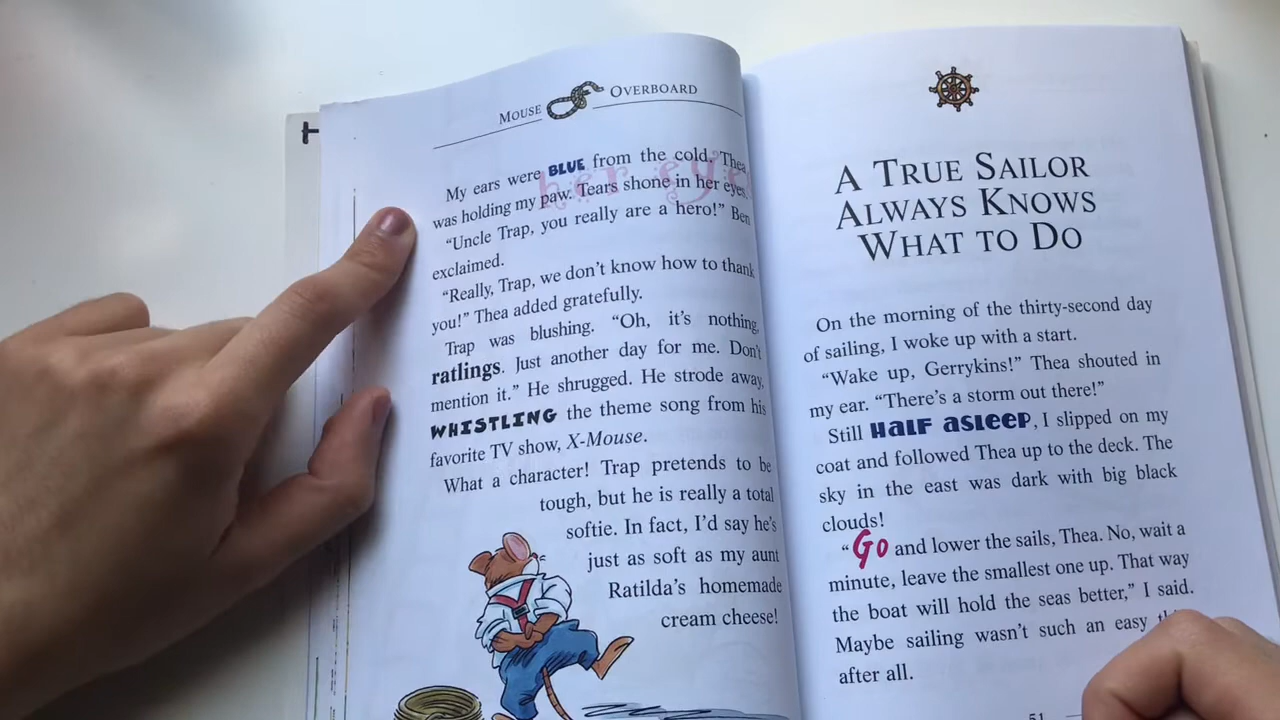 MOUSE OVERBOARD
My ears were BLUE from the cold. Thea
was holding my paw. Tears shone in her eyes.
“Uncle Trap, you really are a hero!” Ben
exclaimed.
“Really, Trap, we don’t know how to thank
you!” Thea added gratefully.
Trap was blushing. “Oh, it’s nothing,
ratlings. Just another day for me. Don’t
mention it.” He shrugged. He strode away,
WHISTLING the theme song from his
favorite TV show, X-Mouse.
What a character! Trap pretends to be
tough, but he is really a total
softie. In fact, I’d say he’s
just as soft as my aunt
Ratilda’s homemade
cream cheese!
A TRUE SAILOR
ALWAYS KNOWS
WHAT TO DO
On the morning of the thirty-second day
of sailing, I woke up with a start.
“Wake up, Gerrykins!” Thea shouted in
my ear. “There’s a storm out there!”
Still HALF ASLEEP, I slipped on my
coat and followed Thea up to the deck. The
sky in the east was dark with big black
clouds!
“Go and lower the sails, Thea. No, wait a
minute, leave the smallest one up. That way
the boat will hold the seas better,” I said.
Maybe sailing wasn’t such an easy
after all.
51